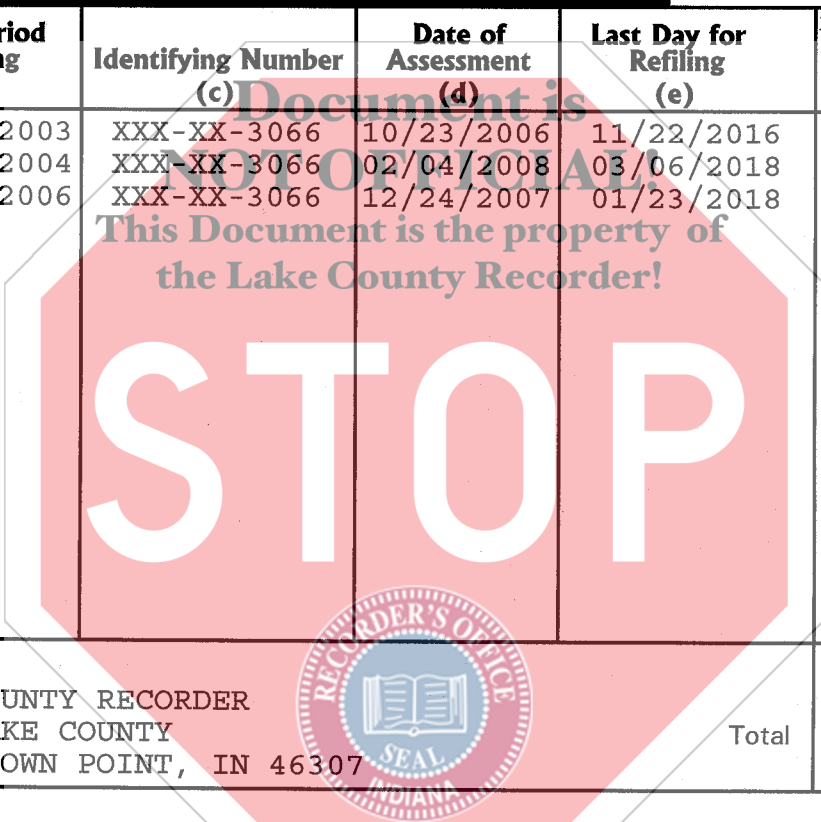 riod
ng
Identifying Number
(c)
Date of
Assessment
(d)
Last Day for
Refiling
(e)
2003 XXX-XX-3066 10/23/2006 11/22/2016
2004 XXX-XX-3066 02/04/2008 03/06/2018
2006 XXX-XX-3066 12/24/2007 01/23/2018
Document is
NOT OFFICIAL!
This Document is the property of
the Lake County Recorder!
STOP
UNTY RECORDER
KE COUNTY
OWN POINT, IN 46307
Total
RECORDER'S OFFICE
SEAL
INDIANA